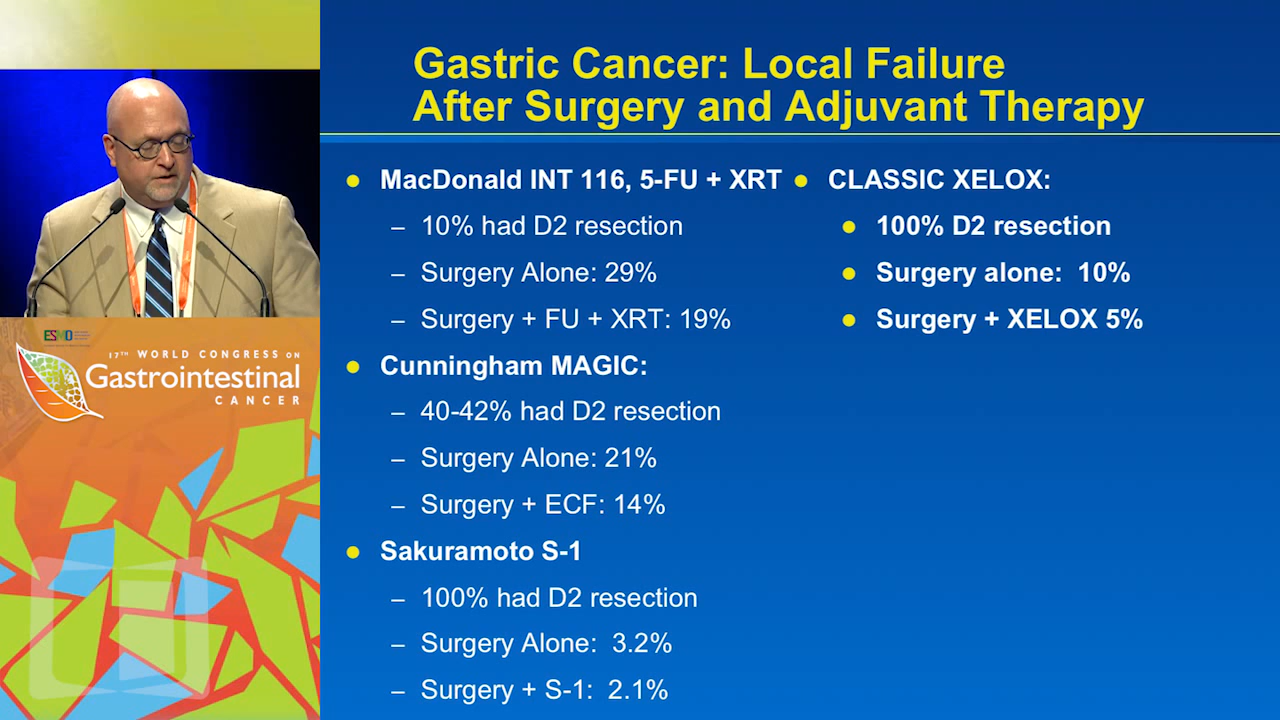 Gastric Cancer: Local Failure
After Surgery and Adjuvant Therapy
● MacDonald INT 116, 5-FU + XRT
– 10% had D2 resection
– Surgery Alone: 29%
– Surgery + FU + XRT: 19%
● Cunningham MAGIC:
– 40-42% had D2 resection
– Surgery Alone: 21%
– Surgery + ECF: 14%
● Sakuramoto S-1
– 100% had D2 resection
– Surgery Alone: 3.2%
– Surgery + S-1: 2.1%
● CLASSIC XELOX:
● 100% D2 resection
● Surgery alone: 10%
● Surgery + XELOX 5%
ESMO
17TH WORLD CONGRESS ON
Gastrointestinal
CANCER